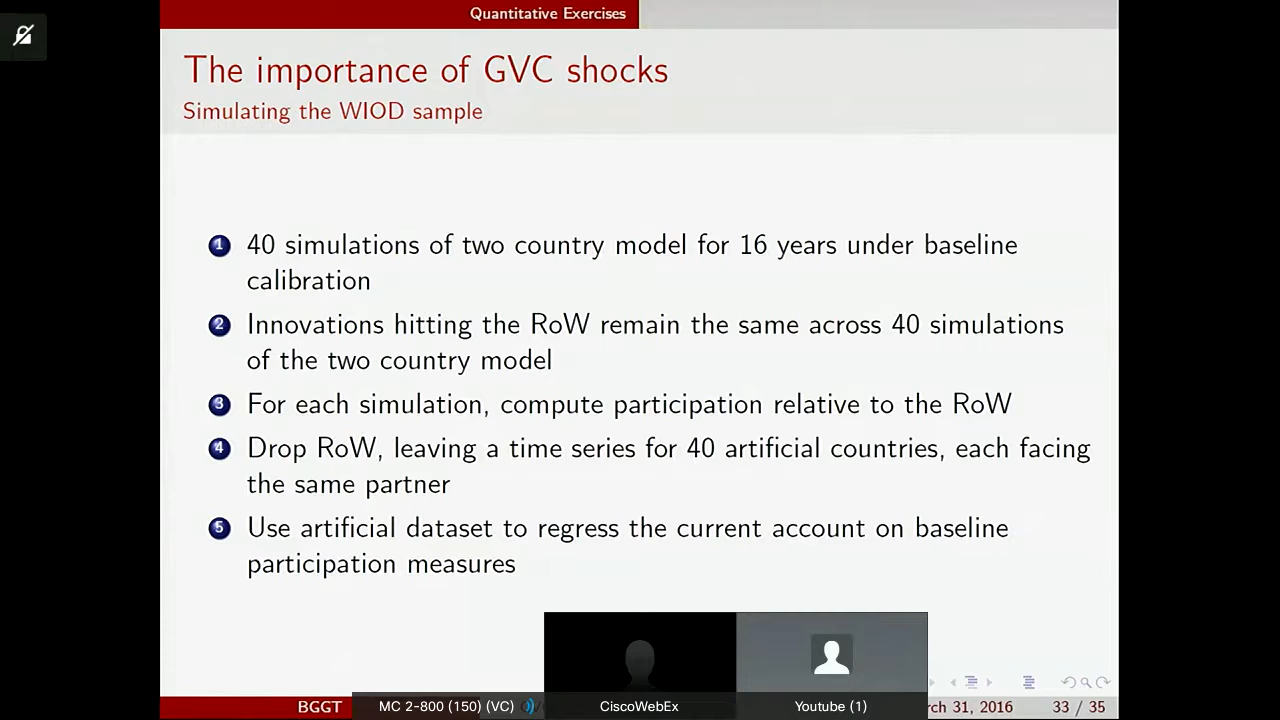 Quantitative Exercises
The importance of GVC shocks
Simulating the WIOD sample
1 40 simulations of two country model for 16 years under baseline
calibration
2 Innovations hitting the RoW remain the same across 40 simulations
of the two country model
3 For each simulation, compute participation relative to the RoW
4 Drop RoW, leaving a time series for 40 artificial countries, each facing
the same partner
5 Use artificial dataset to regress the current account on baseline
participation measures
BGGT MC 2-800 (150) (VC) CiscoWebEx Youtube (1) rch 31, 2016 33 / 35